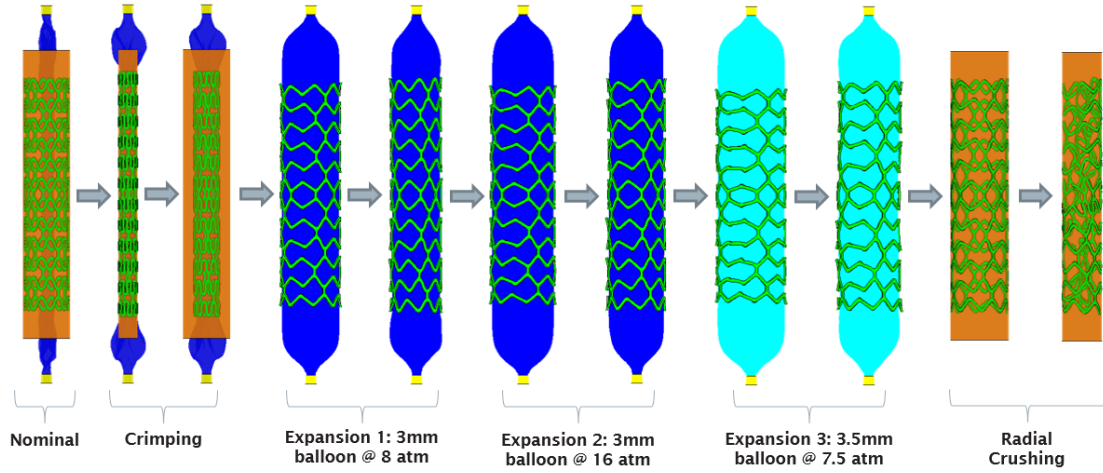 Nominal
Crimping
Expansion 1: 3mm
balloon @ 8 atm
Expansion 2: 3mm
balloon @ 16 atm
Expansion 3: 3.5mm
balloon @ 7.5 atm
Radial
Crushing